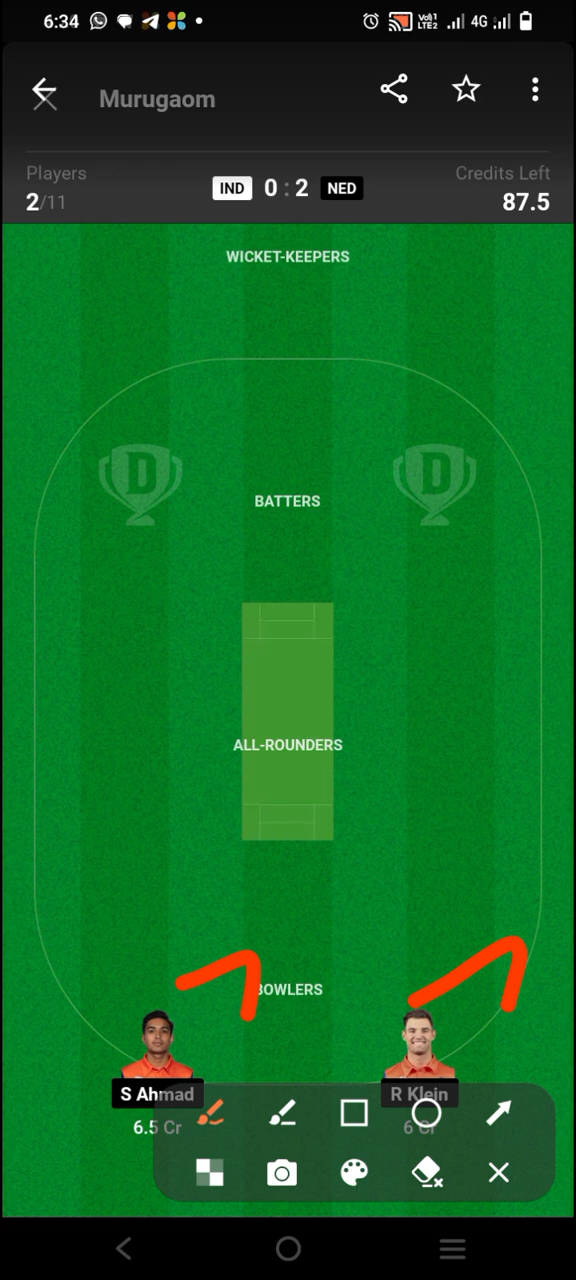 6:34 Vo) 1 LTE2 4G
Murugaom
Players Credits Left
2/11 IND 0 : 2 NED 87.5
WICKET-KEEPERS
D D
BATTERS
ALL-ROUNDERS
BOWLERS
S Ahmad R Klein
6.5 Cr 6 Cr